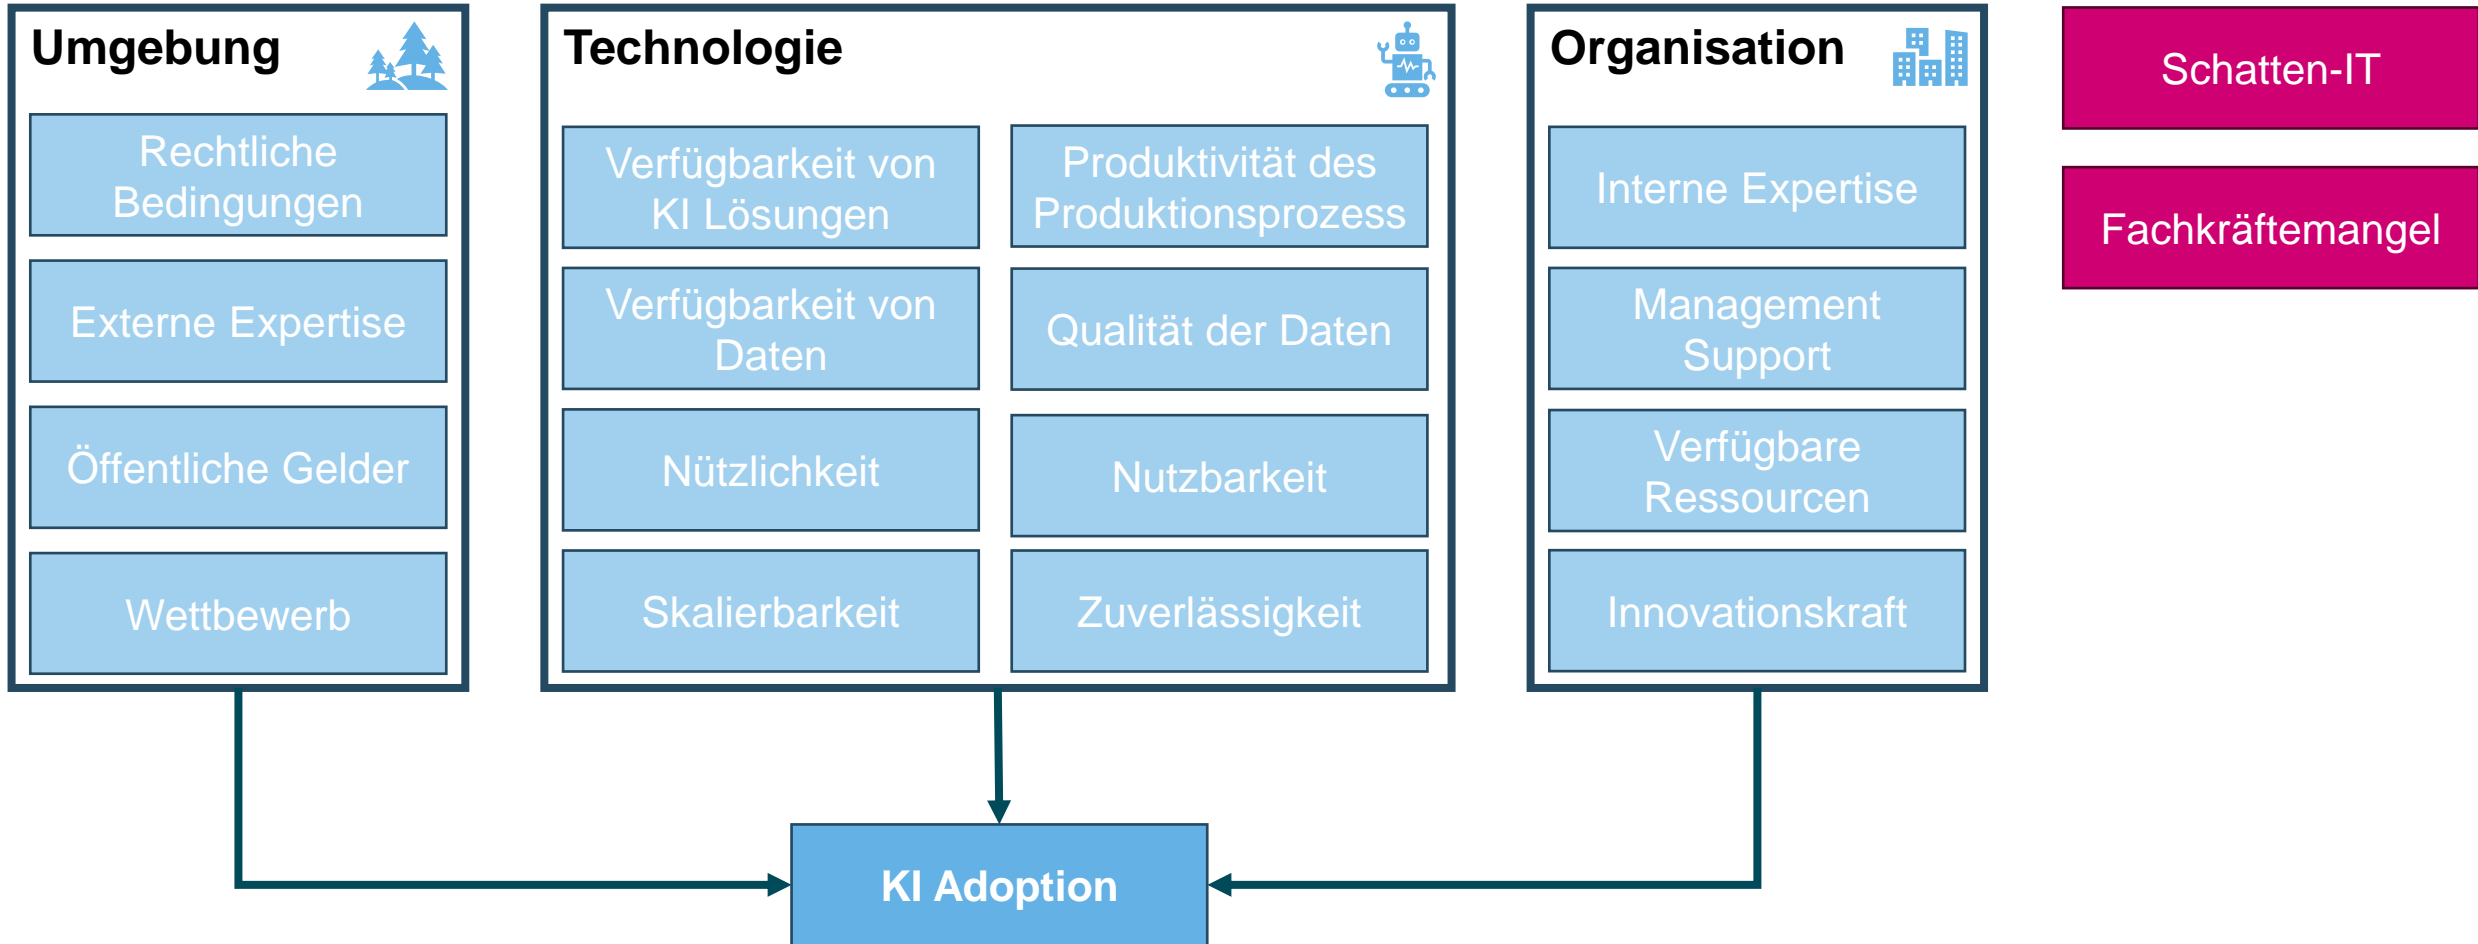 Umgebung
Rechtliche
Bedingungen
Externe Expertise
Öffentliche Gelder
Wettbewerb
Technologie
Verfügbarkeit von
KI Lösungen
Produktivität des
Produktionsprozess
Verfügbarkeit von
Daten
Qualität der Daten
Nützlichkeit
Nutzbarkeit
Skalierbarkeit
Zuverlässigkeit
Organisation
Interne Expertise
Management
Support
Verfügbare
Ressourcen
Innovationskraft
Schatten-IT
Fachkräftemangel
KI Adoption